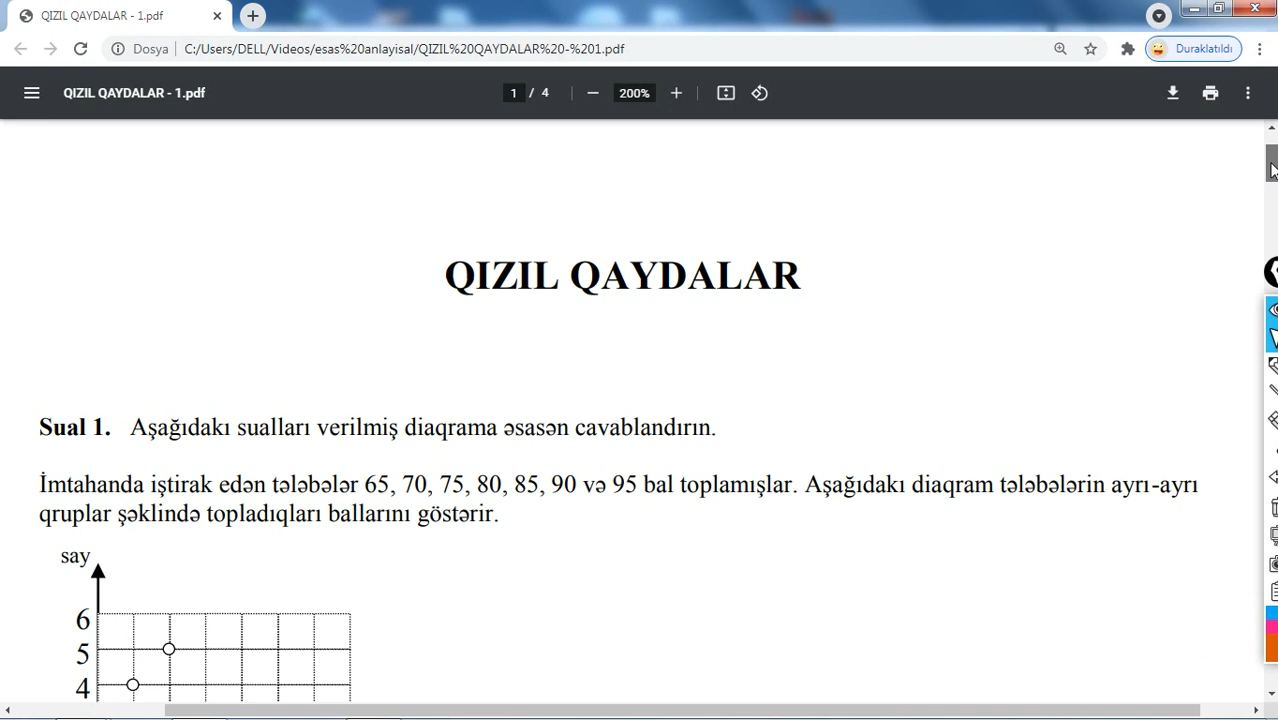 QIZIL QAYDALAR - 1.pdf
Dosya
C:/Users/DELL/Videos/esas%20anlayisal/QIZIL%20QAYDALAR%20-%201.pdf
Duraklatıldı
QIZIL QAYDALAR - 1.pdf
1 / 4
200%
QIZIL QAYDALAR
Sual 1. Aşağıdakı sualları verilmiş diaqrama əsasən cavablandırın.
İmtahanda iştirak edən tələbələr 65, 70, 75, 80, 85, 90 və 95 bal toplamışlar. Aşağıdakı diaqram tələbələrin ayrı-ayrı
qruplar şəklində topladıqları ballarını göstərir.
say
6
5
4